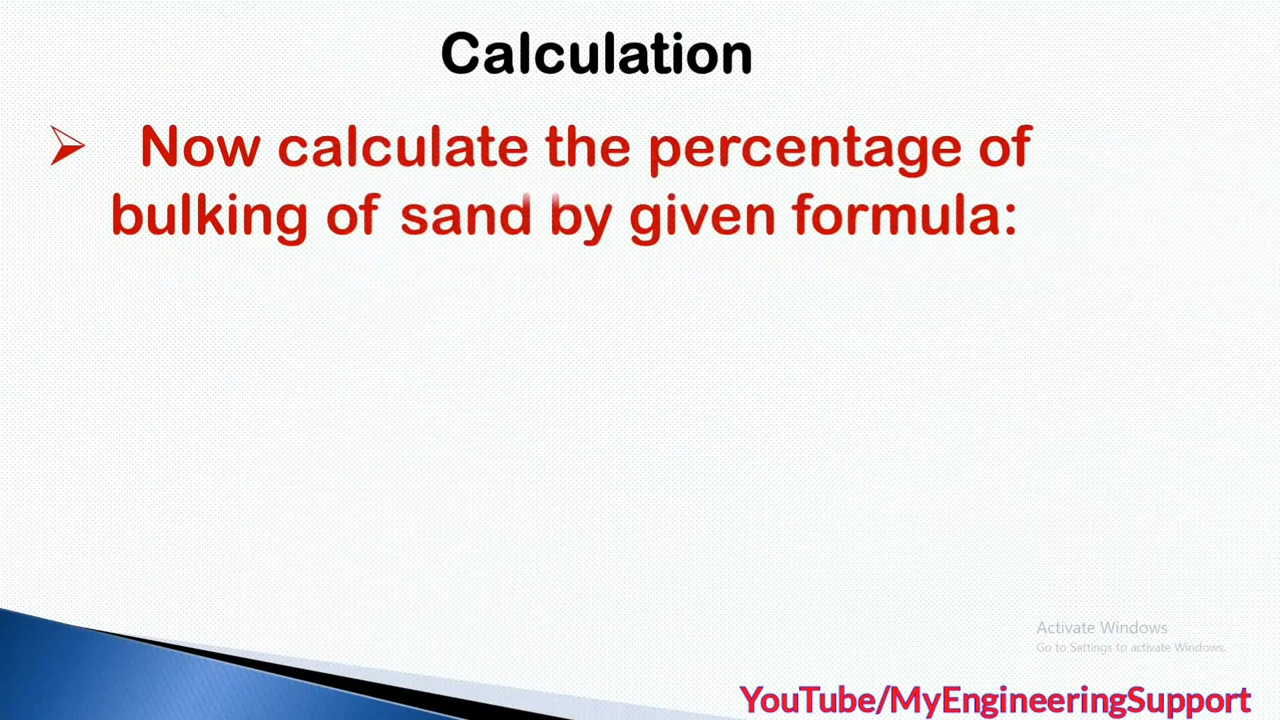 Calculation
Now calculate the percentage of
bulking of sand by given formula:
Activate Windows
Go to Settings to activate Windows.
YouTube/MyEngineeringSupport